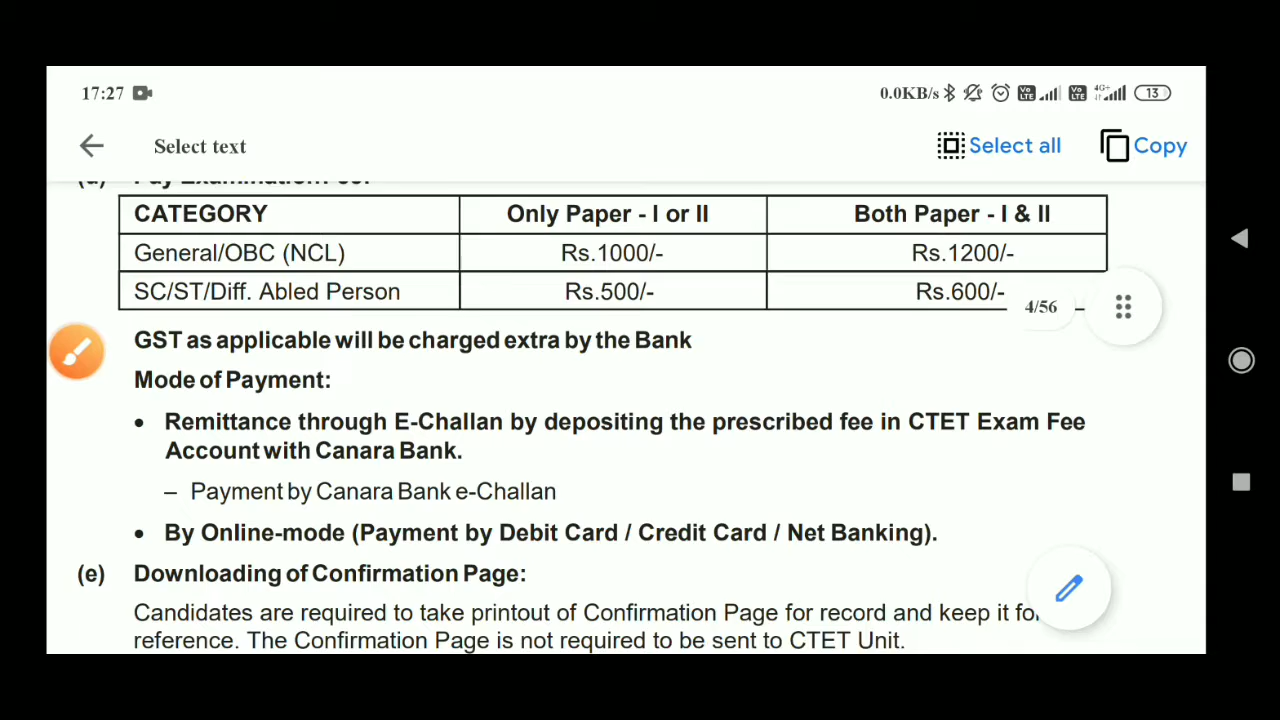 17:27 0.0KB/s Vo LTE Vo LTE 4G+ 13
Select text Select all Copy
CATEGORY Only Paper - I or II Both Paper - I & II
General/OBC (NCL) Rs.1000/- Rs.1200/-
SC/ST/Diff. Abled Person Rs.500/- Rs.600/-
4/56
GST as applicable will be charged extra by the Bank
Mode of Payment:
• Remittance through E-Challan by depositing the prescribed fee in CTET Exam Fee
Account with Canara Bank.
– Payment by Canara Bank e-Challan
• By Online-mode (Payment by Debit Card / Credit Card / Net Banking).
(e) Downloading of Confirmation Page:
Candidates are required to take printout of Confirmation Page for record and keep it
reference. The Confirmation Page is not required to be sent to CTET Unit.